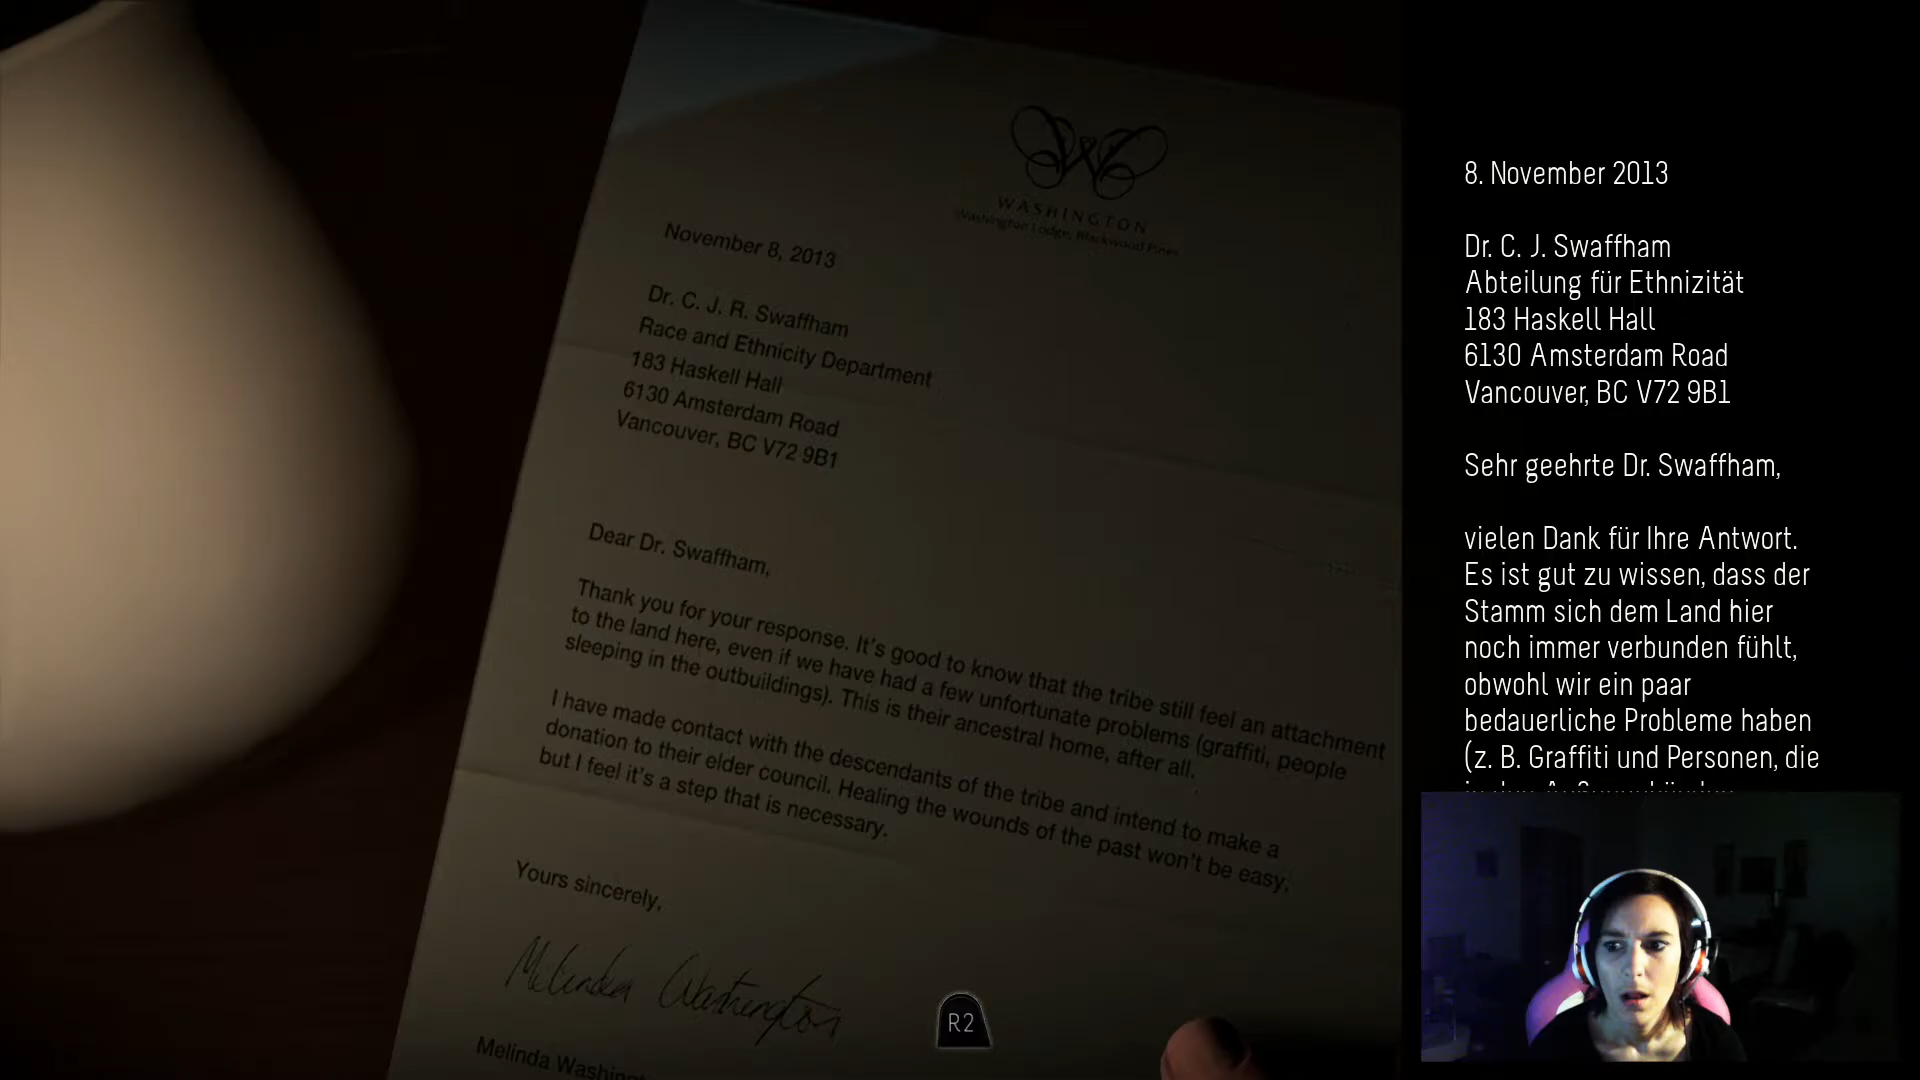 WASHINGTON
Washington Lodge, Blackwood Pines
November 8, 2013
Dr. C. J. R. Swaffham
Race and Ethnicity Department
183 Haskell Hall
6130 Amsterdam Road
Vancouver, BC V72 9B1
Dear Dr. Swaffham,
Thank you for your response. It's good to know that the tribe still feel an attachment
to the land here, even if we have had a few unfortunate problems (graffiti, people
sleeping in the outbuildings). This is their ancestral home, after all.
I have made contact with the descendants of the tribe and intend to make a
donation to their elder council. Healing the wounds of the past won't be easy,
but I feel it's a step that is necessary.
Yours sincerely,
Melinda Washington
Melinda
R2
8. November 2013
Dr. C. J. Swaffham
Abteilung für Ethnizität
183 Haskell Hall
6130 Amsterdam Road
Vancouver, BC V72 9B1
Sehr geehrte Dr. Swaffham,
vielen Dank für Ihre Antwort.
Es ist gut zu wissen, dass der
Stamm sich dem Land hier
noch immer verbunden fühlt,
obwohl wir ein paar
bedauerliche Probleme haben
(z. B. Graffiti und Personen, die